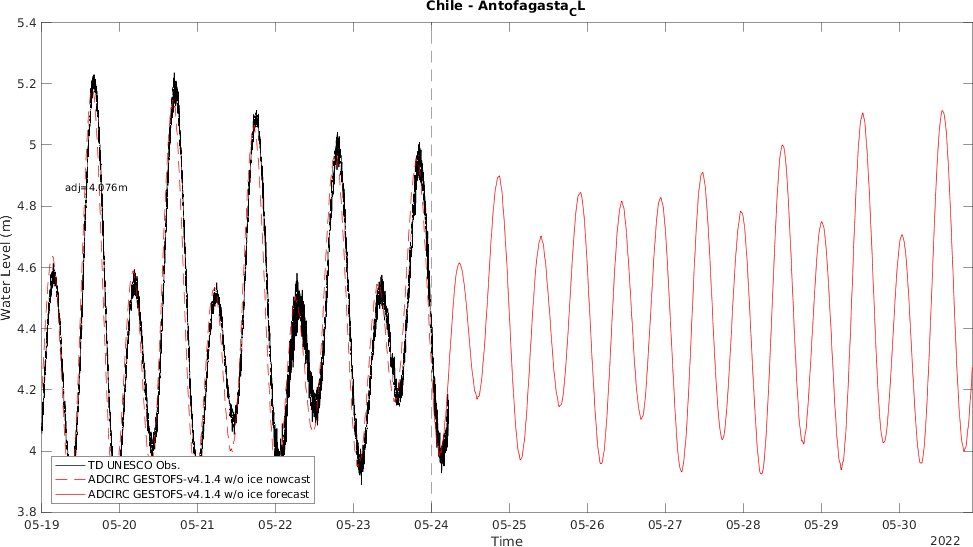 Chile - Antofagasta_CL
5.4
5.2
5
4.8
4.6
4.4
4.2
4
3.8
Water Level (m)
adj=4.076m
TD UNESCO Obs.
ADCIRC GESTOFS-v4.1.4 w/o ice nowcast
ADCIRC GESTOFS-v4.1.4 w/o ice forecast
05-19 05-20 05-21 05-22 05-23 05-24 05-25 05-26 05-27 05-28 05-29 05-30
Time
2022